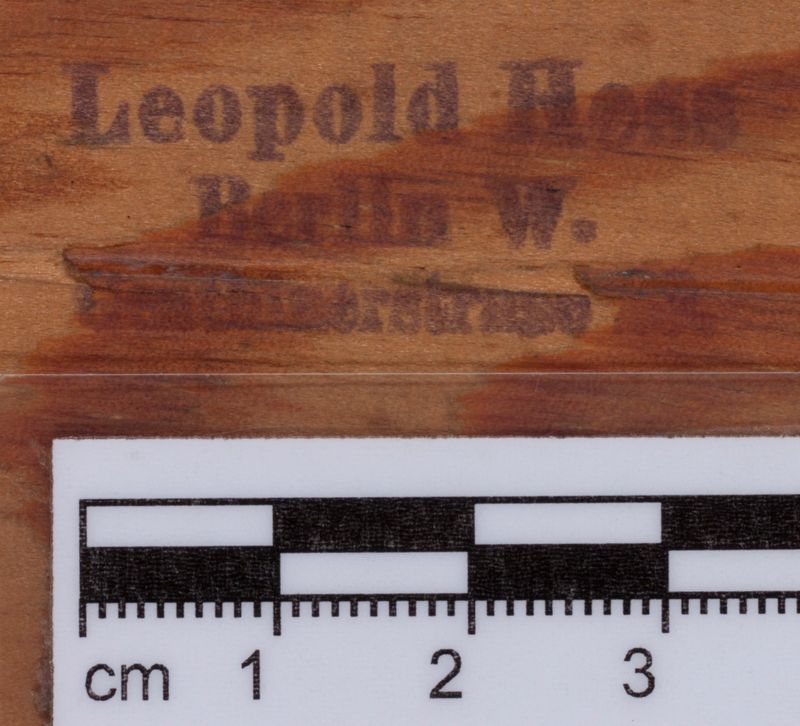 Leopold Hess
Berlin W.
cm 1 2 3